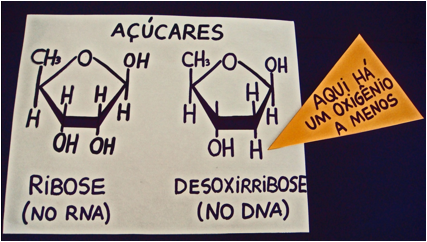 AÇÚCARES
CH₃ O OH
H H H H
OH OH
RIBOSE
(NO RNA)
CH₃ O OH
H H H
OH H
DESOXIRRIBOSE
(NO DNA)
AQUI HÁ
UM OXIGÊNIO
A MENOS